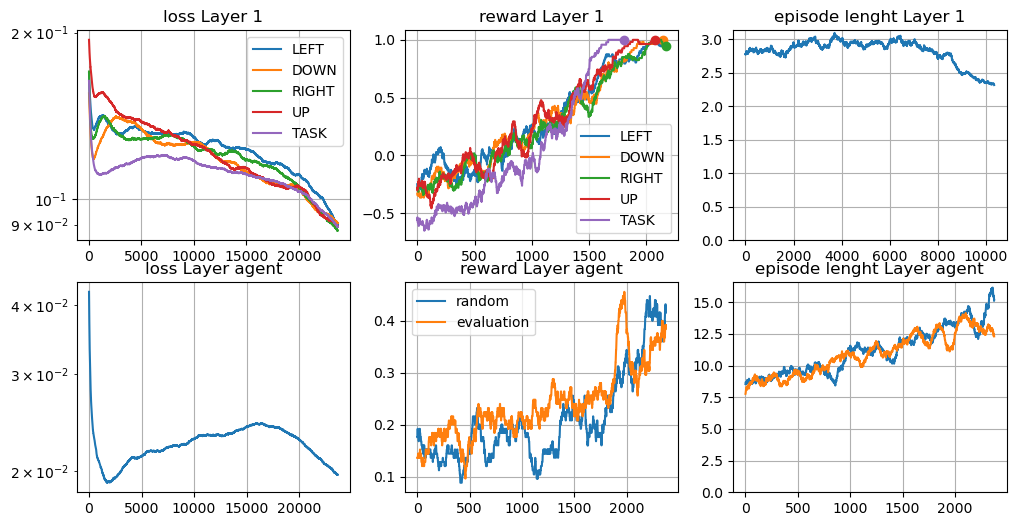 loss Layer 1
2 × 10⁻¹
10⁻¹
9 × 10⁻²
0 5000 10000 15000 20000
LEFT
DOWN
RIGHT
UP
TASK
reward Layer 1
1.0
0.5
0.0
−0.5
0 500 1000 1500 2000
LEFT
DOWN
RIGHT
UP
TASK
episode lenght Layer 1
3.0
2.5
2.0
1.5
1.0
0.5
0.0
0 2000 4000 6000 8000 10000
loss Layer agent
4 × 10⁻²
3 × 10⁻²
2 × 10⁻²
0 5000 10000 15000 20000
reward Layer agent
random
evaluation
0.4
0.3
0.2
0.1
0 500 1000 1500 2000
episode lenght Layer agent
15.0
12.5
10.0
7.5
5.0
2.5
0.0
0 500 1000 1500 2000